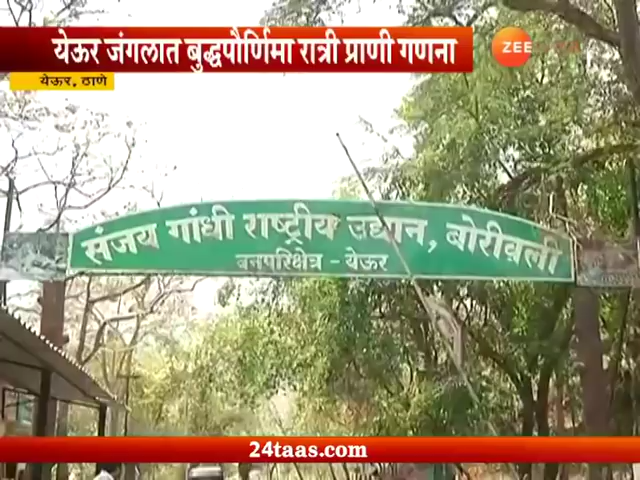 येऊर जंगलात बुद्धपौर्णिमा रात्री प्राणी गणना
येऊर, ठाणे
ZEE
संजय गांधी राष्ट्रीय उद्यान, बोरीवली
वनपरिक्षेत्र - येऊर
24taas.com